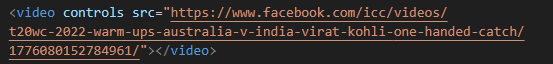 <video controls src="https://www.facebook.com/icc/videos/
t20wc-2022-warm-ups-australia-v-india-virat-kohli-one-handed-catch/
1776080152784961/"></video>